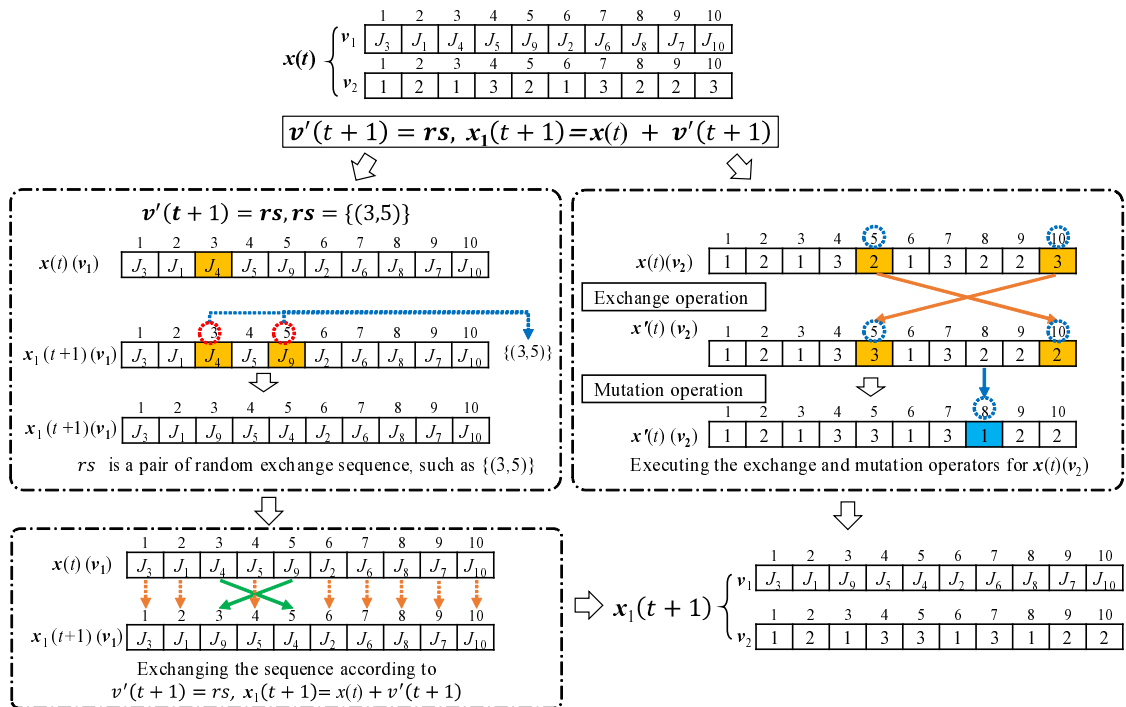 1 2 3 4 5 6 7 8 9 10
v₁ J₃ J₁ J₄ J₅ J₉ J₂ J₆ J₈ J₇ J₁₀
x(t)
1 2 3 4 5 6 7 8 9 10
v₂ 1 2 1 3 2 1 3 2 2 3
v′(t + 1) = rs, x₁(t + 1)=x(t) + v′(t + 1)
v′(t + 1) = rs, rs = {(3,5)}
1 2 3 4 5 6 7 8 9 10
x(t) (v₁) J₃ J₁ J₄ J₅ J₉ J₂ J₆ J₈ J₇ J₁₀
1 2 3 4 5 6 7 8 9 10
x₁(t+1)(v₁) J₃ J₁ J₄ J₅ J₉ J₂ J₆ J₈ J₇ J₁₀ {(3,5)}
1 2 3 4 5 6 7 8 9 10
x₁(t+1)(v₁) J₃ J₁ J₉ J₅ J₄ J₂ J₆ J₈ J₇ J₁₀
rs is a pair of random exchange sequence, such as {(3,5)}
1 2 3 4 5 6 7 8 9 10
x(t)(v₂) 1 2 1 3 2 1 3 2 2 3
Exchange operation
1 2 3 4 5 6 7 8 9 10
x′(t) (v₂) 1 2 1 3 3 1 3 2 2 2
Mutation operation
1 2 3 4 5 6 7 8 9 10
x′(t) (v₂) 1 2 1 3 3 1 3 1 2 2
Executing the exchange and mutation operators for x(t)(v₂)
1 2 3 4 5 6 7 8 9 10
x(t) (v₁) J₃ J₁ J₄ J₅ J₉ J₂ J₆ J₈ J₇ J₁₀
1 2 3 4 5 6 7 8 9 10
x₁(t+1) (v₁) J₃ J₁ J₉ J₅ J₄ J₂ J₆ J₈ J₇ J₁₀
Exchanging the sequence according to
v′(t + 1) = rs, x₁(t + 1)= x(t) + v′(t + 1)
1 2 3 4 5 6 7 8 9 10
v₁ J₃ J₁ J₉ J₅ J₄ J₂ J₆ J₈ J₇ J₁₀
x₁(t + 1)
1 2 3 4 5 6 7 8 9 10
v₂ 1 2 1 3 3 1 3 1 2 2